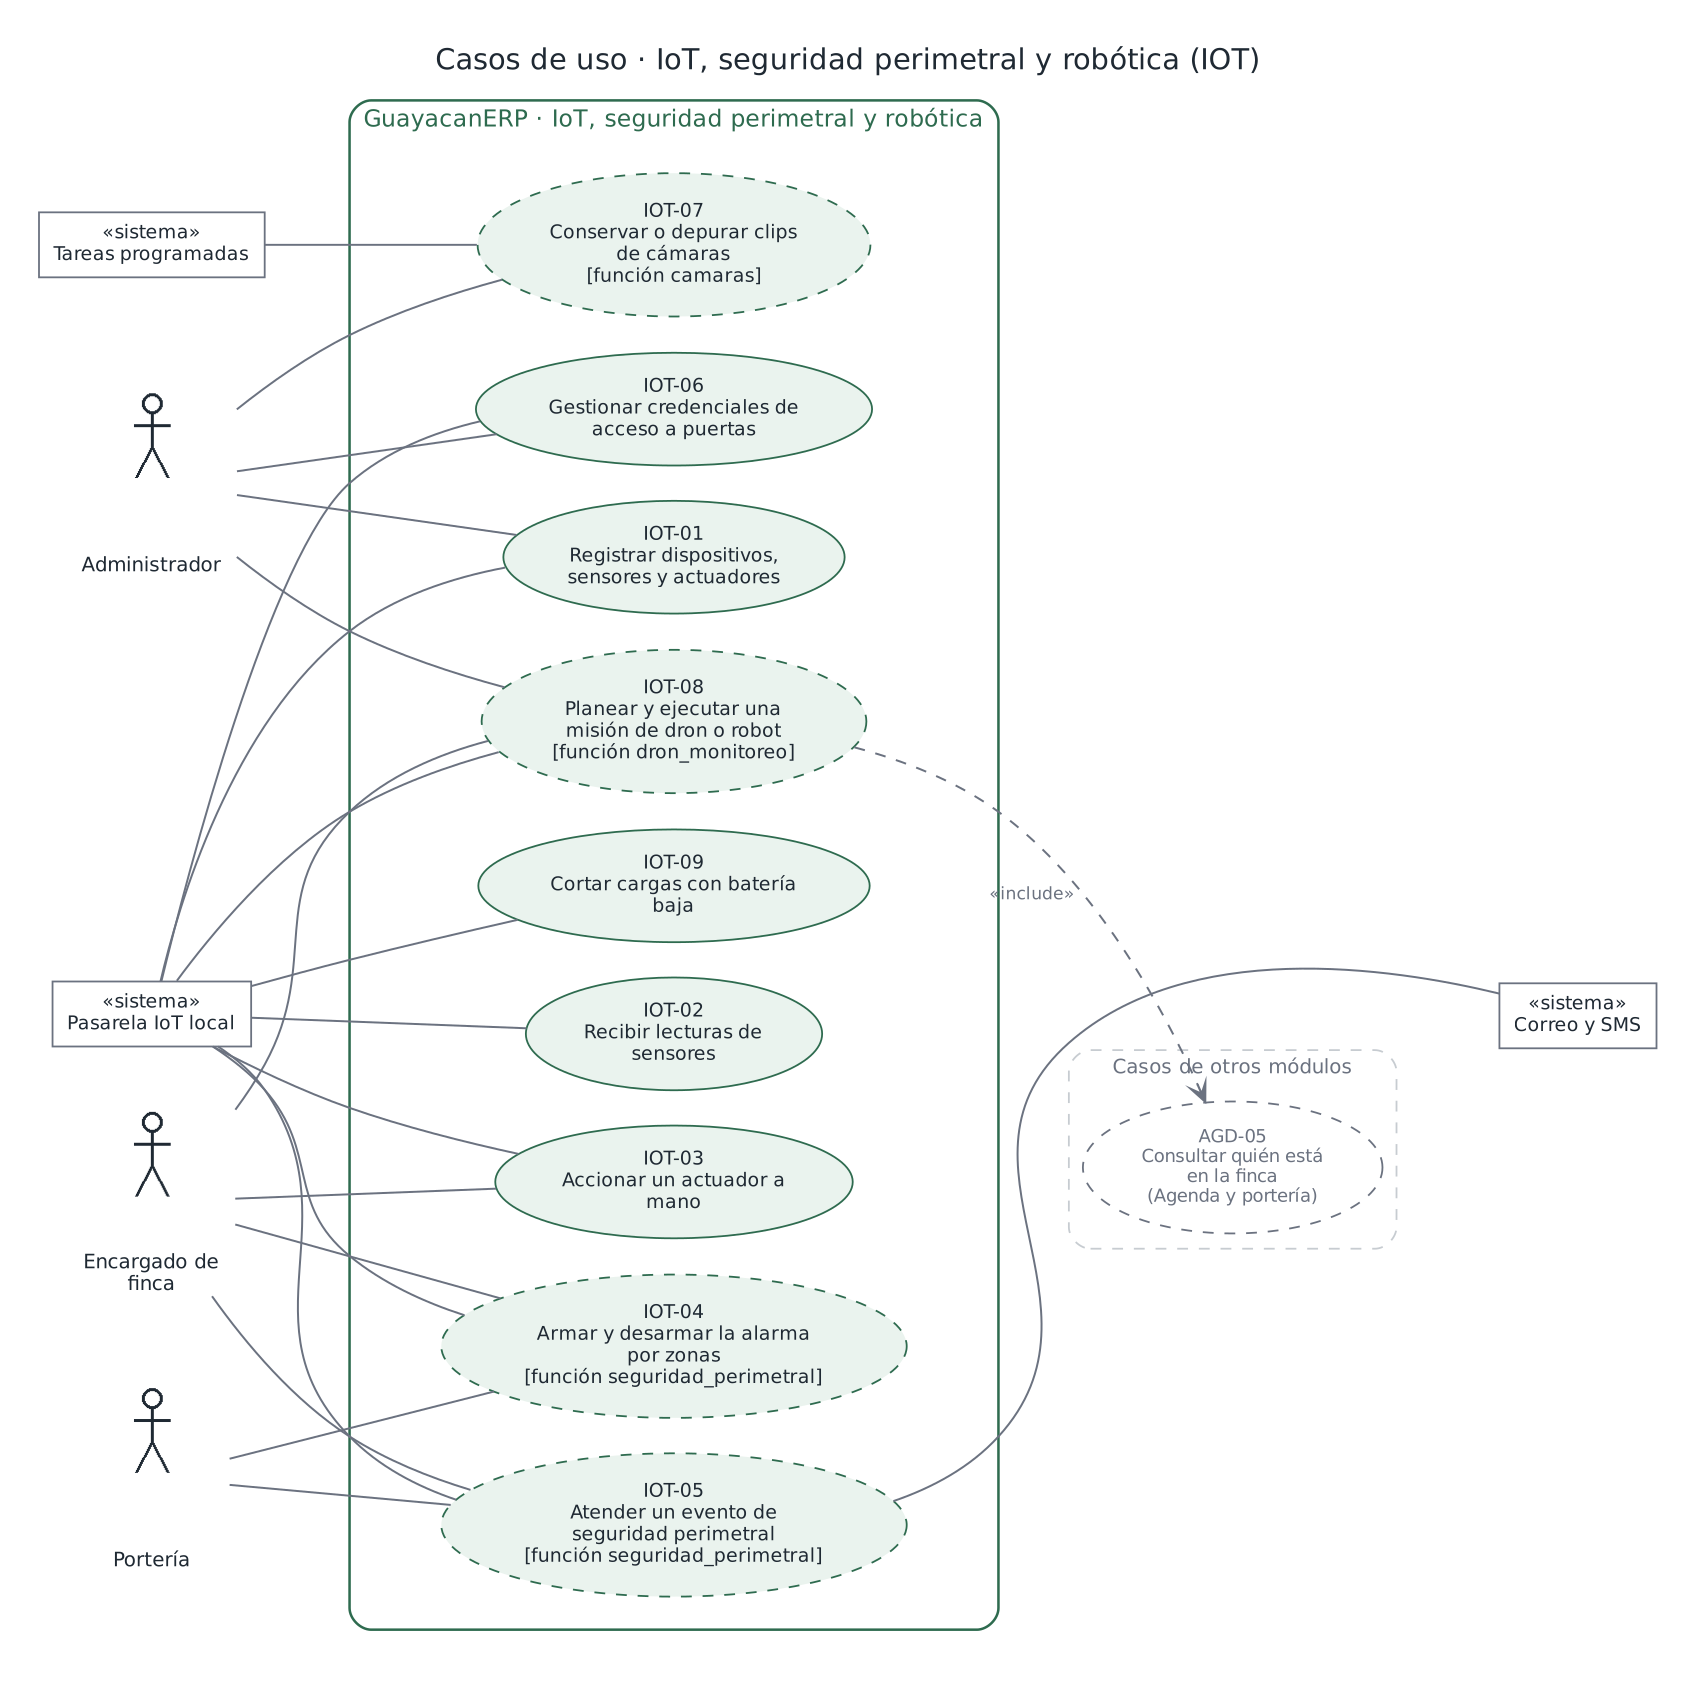 Casos de uso · IoT, seguridad perimetral y robótica (IOT)
GuayacanERP · IoT, seguridad perimetral y robótica
«sistema»
Tareas programadas
IOT-07
Conservar o depurar clips
de cámaras
[función camaras]
IOT-06
Gestionar credenciales de
acceso a puertas
Administrador
IOT-01
Registrar dispositivos,
sensores y actuadores
IOT-08
Planear y ejecutar una
misión de dron o robot
[función dron_monitoreo]
IOT-09
Cortar cargas con batería
baja
«include»
«sistema»
Pasarela IoT local
IOT-02
Recibir lecturas de
sensores
«sistema»
Correo y SMS
Casos de otros módulos
AGD-05
Consultar quién está
en la finca
(Agenda y portería)
IOT-03
Accionar un actuador a
mano
Encargado de
finca
IOT-04
Armar y desarmar la alarma
por zonas
[función seguridad_perimetral]
IOT-05
Atender un evento de
seguridad perimetral
[función seguridad_perimetral]
Portería